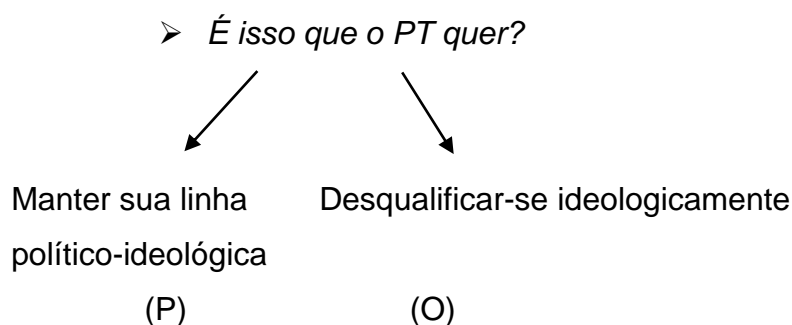 ➢ É isso que o PT quer?
Manter sua linha Desqualificar-se ideologicamente
político-ideológica
(P) (O)